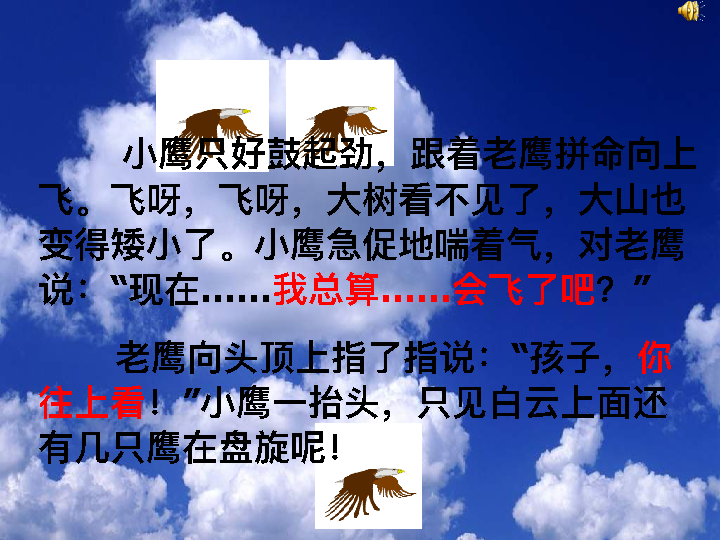 小鹰只好鼓起劲，跟着老鹰拼命向上
飞。飞呀，飞呀，大树看不见了，大山也
变得矮小了。小鹰急促地喘着气，对老鹰
说：“现在……我总算……会飞了吧？”
老鹰向头顶上指了指说：“孩子，你
往上看！”小鹰一抬头，只见白云上面还
有几只鹰在盘旋呢！